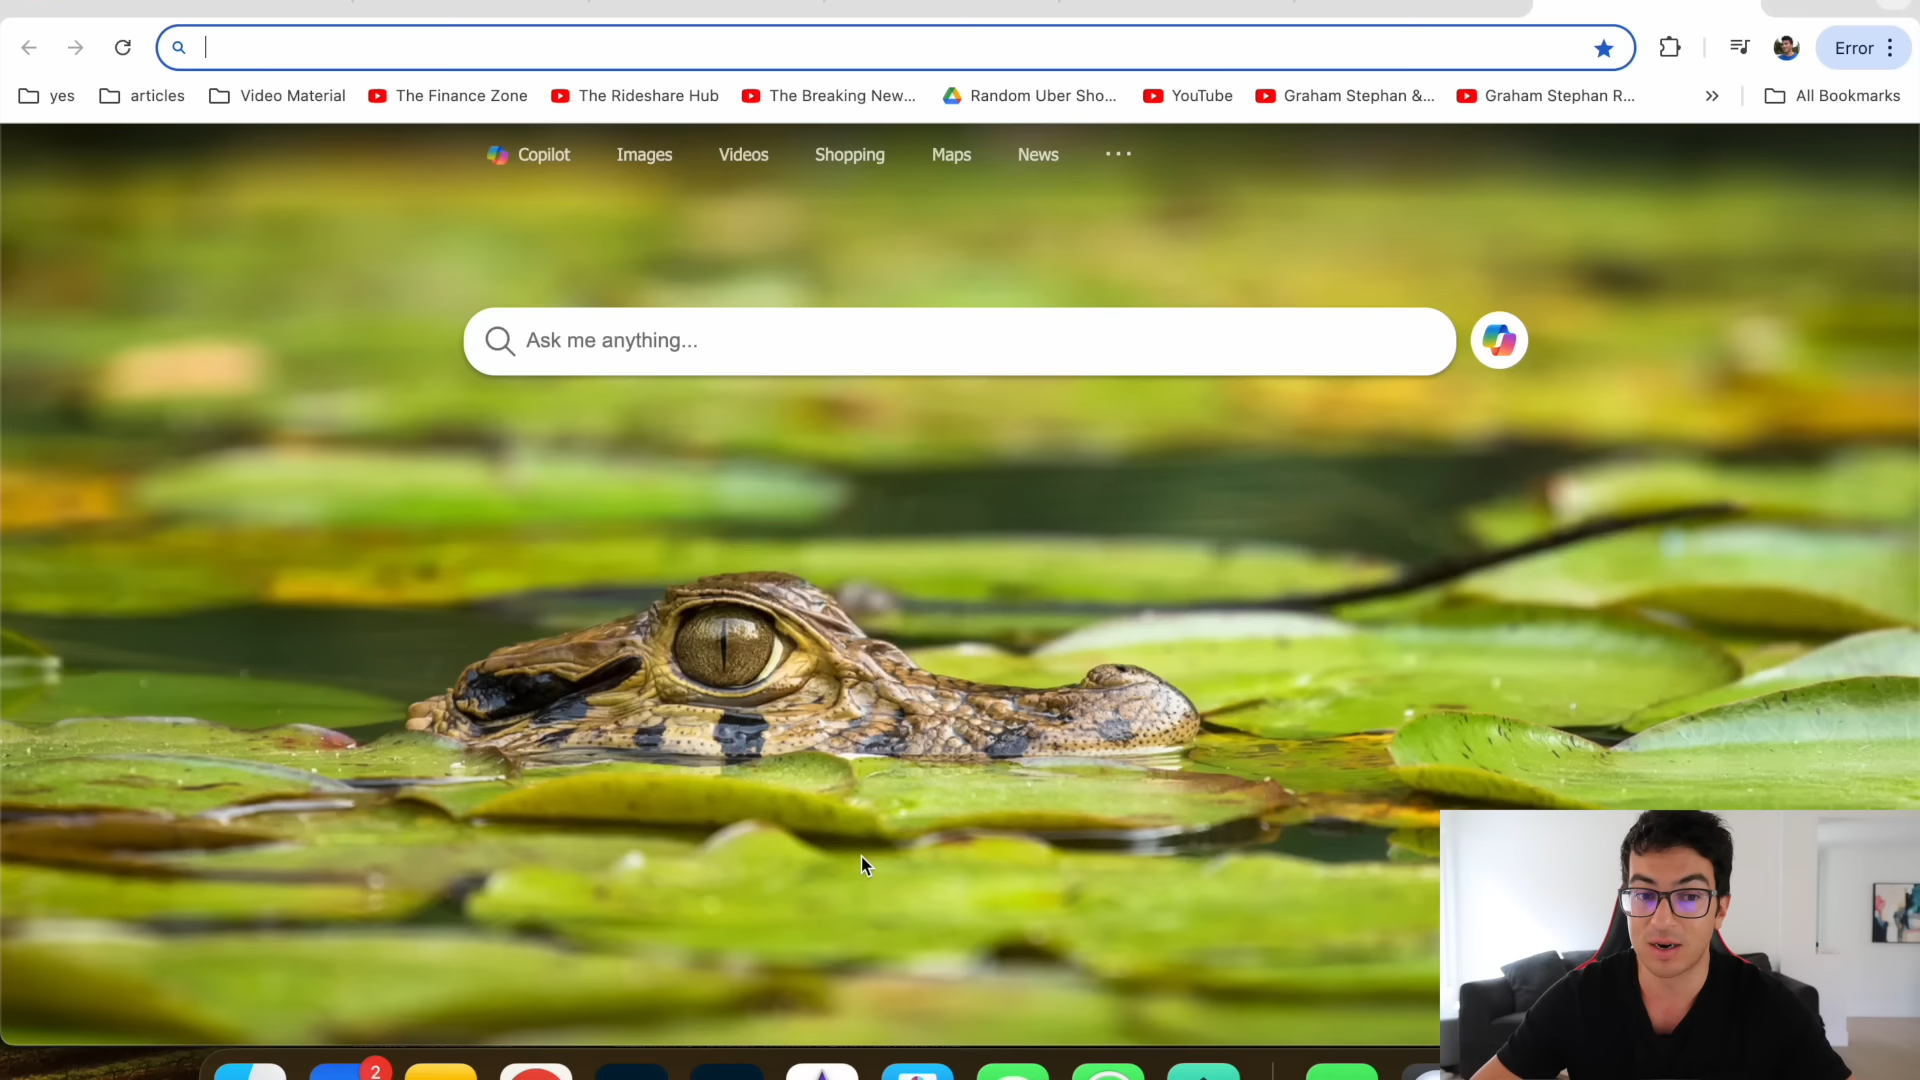 Error
yes articles Video Material The Finance Zone The Rideshare Hub The Breaking New... Random Uber Sho... YouTube Graham Stephan &... Graham Stephan R... All Bookmarks
Copilot Images Videos Shopping Maps News
Ask me anything...
2